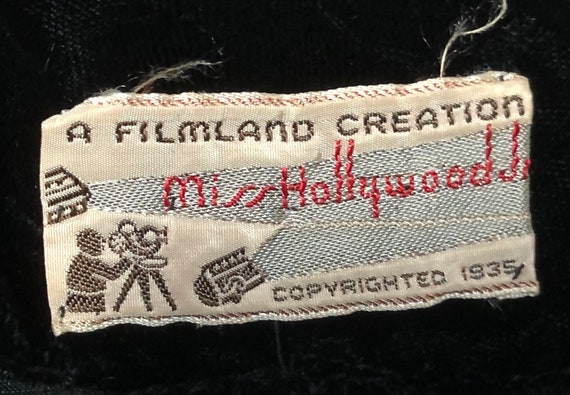 A FILMLAND CREATION
Miss Hollywood Jr
COPYRIGHTED 1935